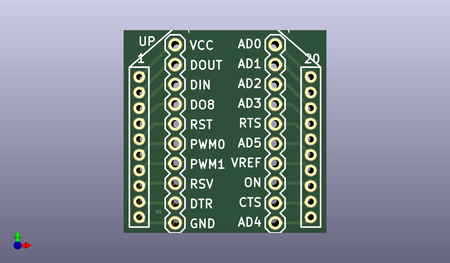 UP
1
20
VCC AD0
DOUT AD1
DIN AD2
DO8 AD3
RST RTS
PWM0 AD5
PWM1 VREF
RSV ON
DTR CTS
GND AD4